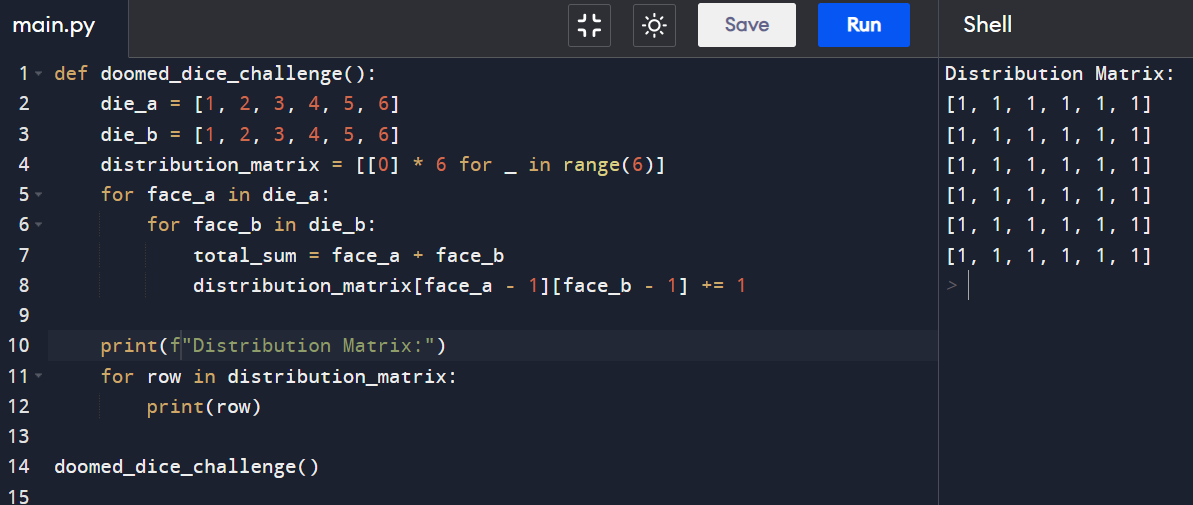 main.py
Save
Run
Shell
1 def doomed_dice_challenge():
2     die_a = [1, 2, 3, 4, 5, 6]
3     die_b = [1, 2, 3, 4, 5, 6]
4     distribution_matrix = [[0] * 6 for _ in range(6)]
5     for face_a in die_a:
6         for face_b in die_b:
7             total_sum = face_a + face_b
8             distribution_matrix[face_a - 1][face_b - 1] += 1
9
10     print(f"Distribution Matrix:")
11     for row in distribution_matrix:
12         print(row)
13
14 doomed_dice_challenge()
15
Distribution Matrix:
[1, 1, 1, 1, 1, 1]
[1, 1, 1, 1, 1, 1]
[1, 1, 1, 1, 1, 1]
[1, 1, 1, 1, 1, 1]
[1, 1, 1, 1, 1, 1]
[1, 1, 1, 1, 1, 1]
>